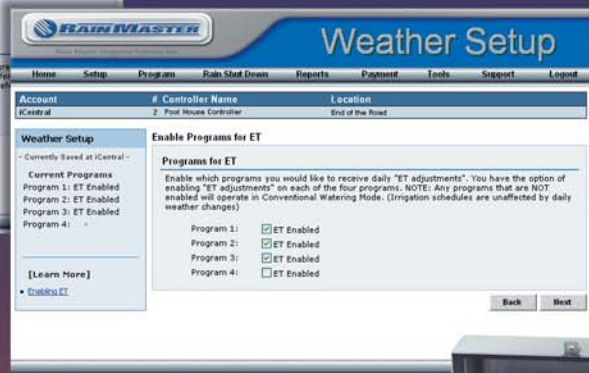 RAIN MASTER
Weather Setup
Home Setup Program Rain Shut Down Reports Payment Tools Support Logout
Account # Controller Name Location
iCentral 2 Pool House Controller End of the Road
Weather Setup
- Currently Saved at iCentral -
Current Programs
Program 1: ET Enabled
Program 2: ET Enabled
Program 3: ET Enabled
Program 4: -
[Learn More]
• Enabling ET
Enable Programs for ET
Programs for ET
Enable which programs you would like to receive daily "ET adjustments". You have the option of
enabling "ET adjustments" on each of the four programs. NOTE: Any programs that are NOT
enabled will operate in Conventional Watering Mode. (Irrigation schedules are unaffected by daily
weather changes)
Program 1: ET Enabled
Program 2: ET Enabled
Program 3: ET Enabled
Program 4: ET Enabled
Back Next